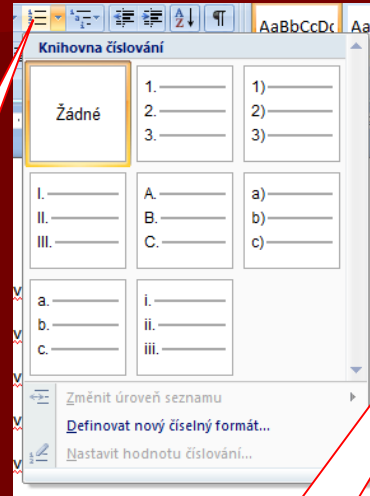 AaBbCcDc Aa
Knihovna číslování
Žádné
1.
2.
3.
1)
2)
3)
I.
II.
III.
A.
B.
C.
a)
b)
c)
a.
b.
c.
i.
ii.
iii.
Změnit úroveň seznamu
Definovat nový číselný formát...
Nastavit hodnotu číslování...